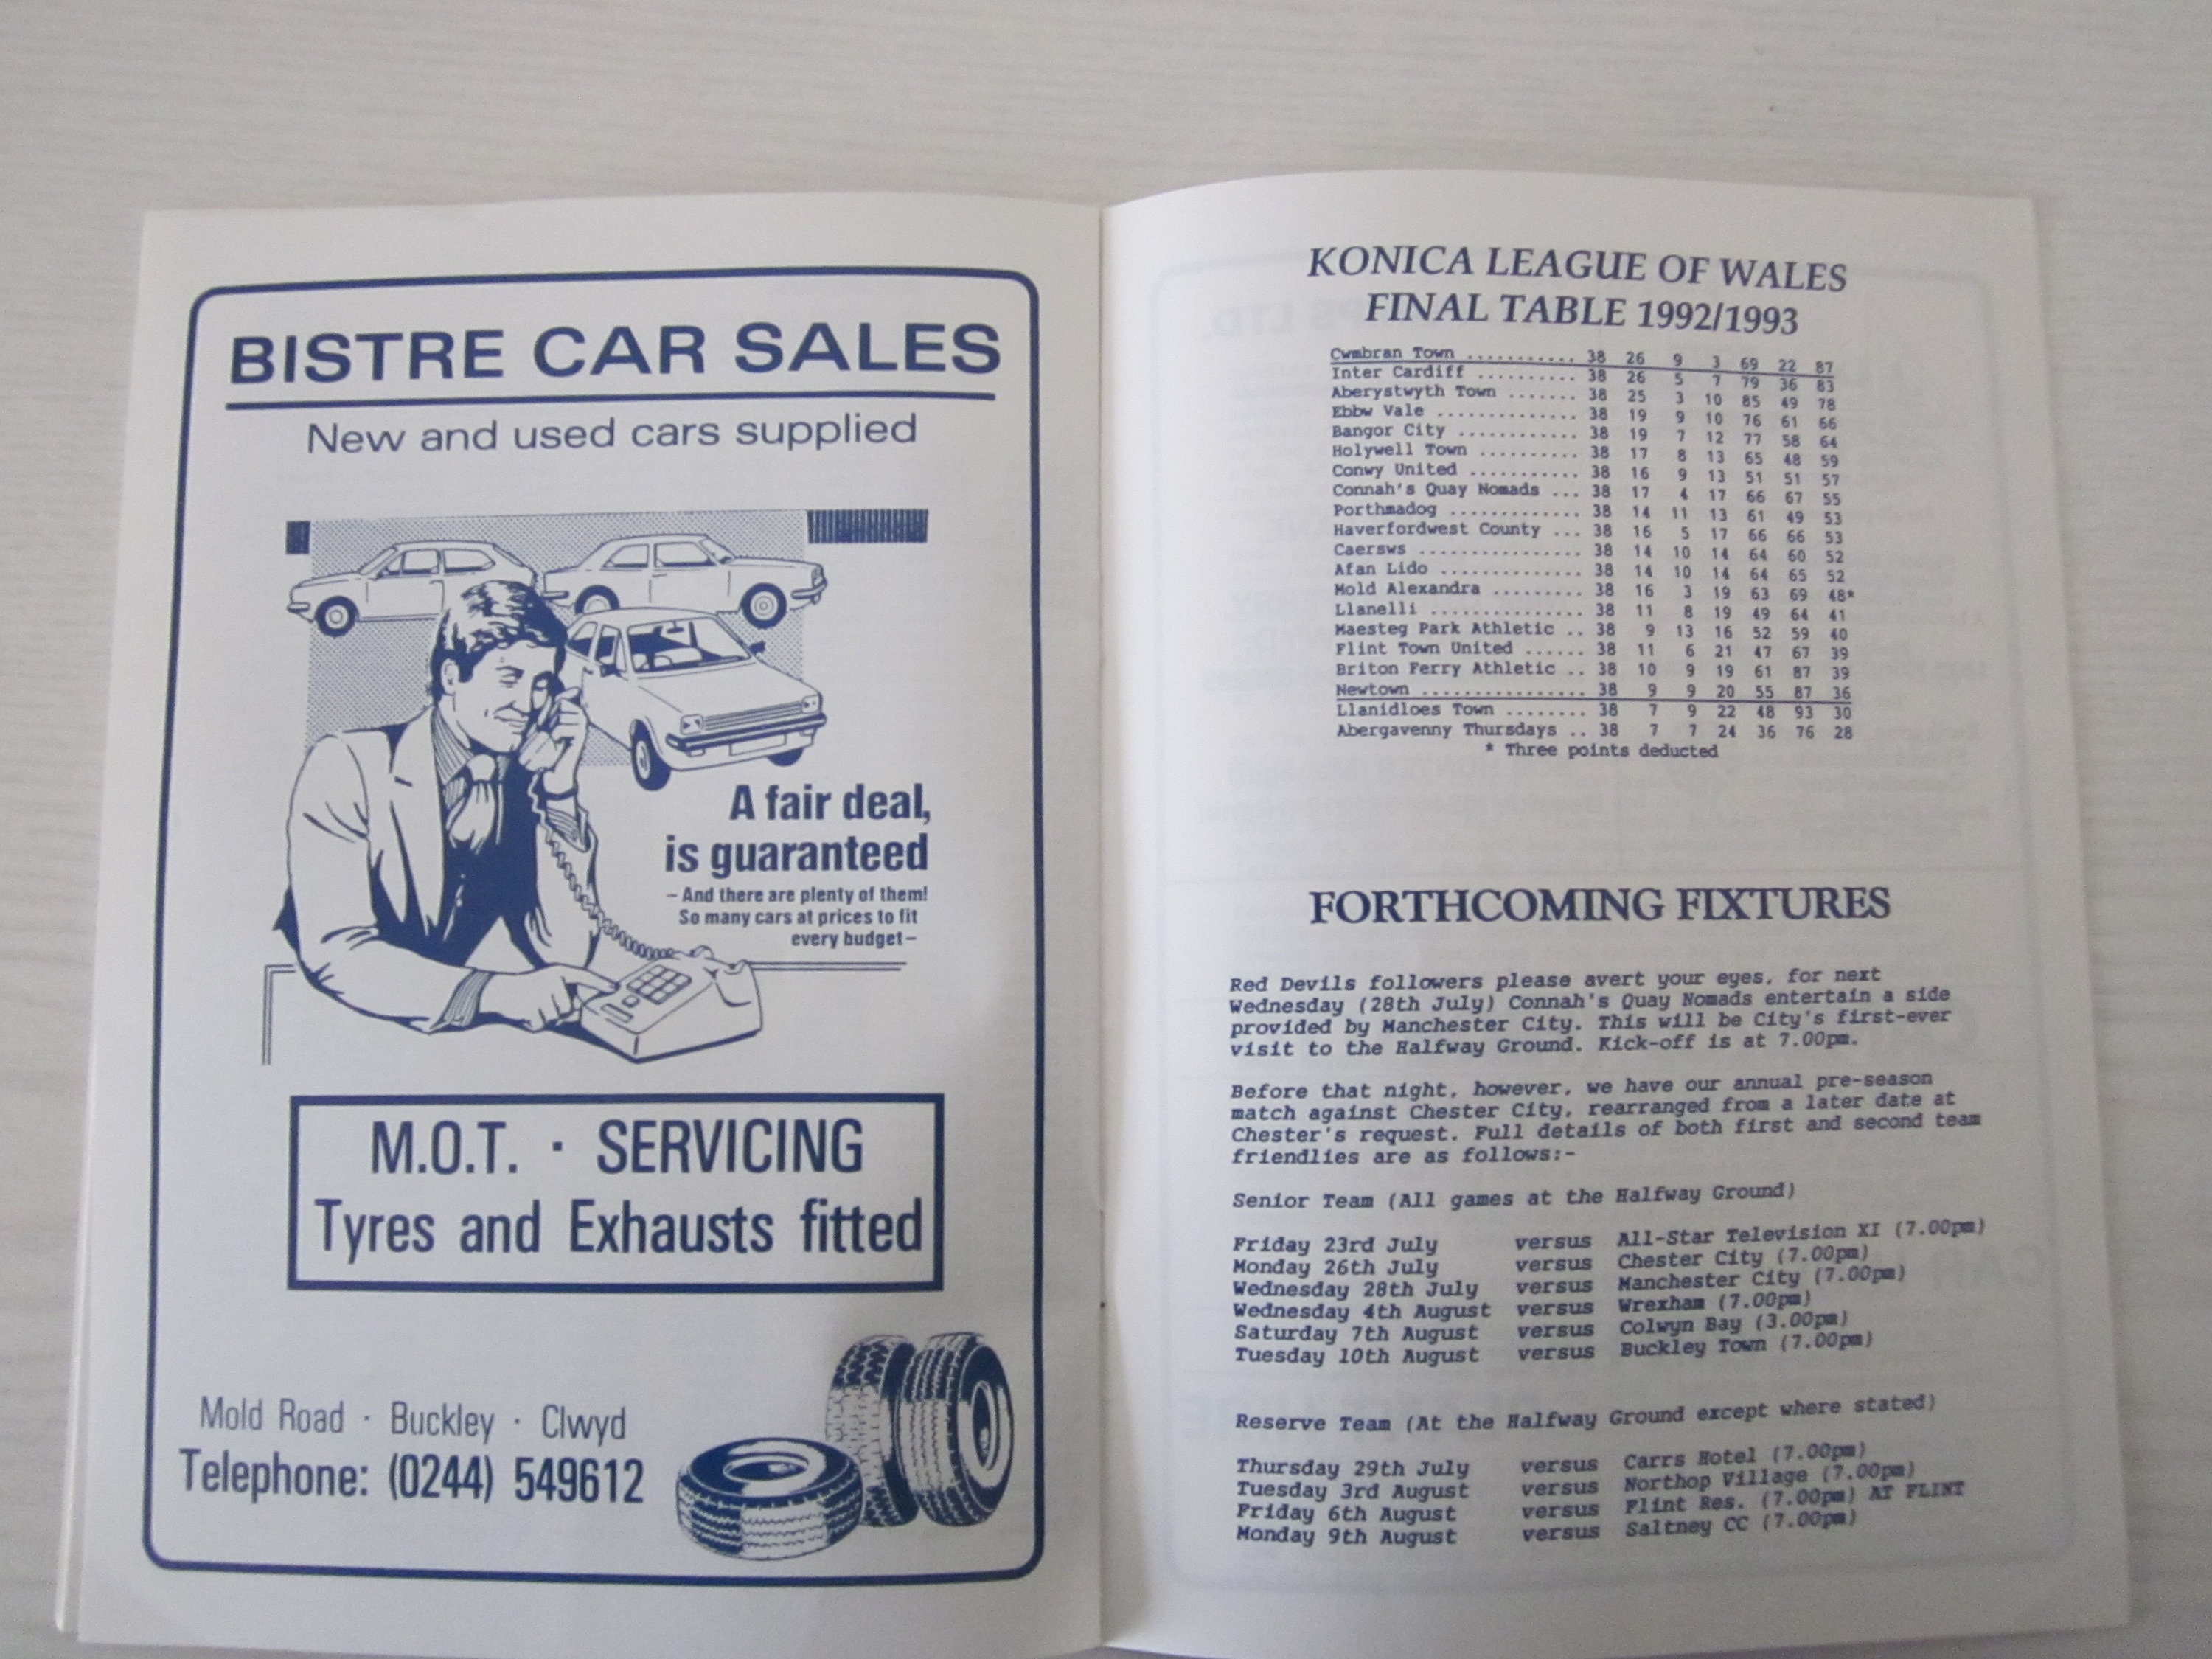 BISTRE CAR SALES
New and used cars supplied
A fair deal,
is guaranteed
– And there are plenty of them!
So many cars at prices to fit
every budget –
M.O.T. · SERVICING
Tyres and Exhausts fitted
Mold Road · Buckley · Clwyd
Telephone: (0244) 549612
KONICA LEAGUE OF WALES
FINAL TABLE 1992/1993
Cwmbran Town ........... 38 26 9 3 69 22 87
Inter Cardiff .......... 38 26 5 7 79 36 83
Aberystwyth Town ....... 38 25 3 10 85 49 78
Ebbw Vale .............. 38 19 9 10 76 61 66
Bangor City ............ 38 19 7 12 77 58 64
Holywell Town .......... 38 17 8 13 65 48 59
Conwy United ........... 38 16 9 13 51 51 57
Connah's Quay Nomads ... 38 17 4 17 66 67 55
Porthmadog ............. 38 14 11 13 61 49 53
Haverfordwest County ... 38 16 5 17 66 66 53
Caersws ................ 38 14 10 14 64 60 52
Afan Lido .............. 38 14 10 14 64 65 52
Mold Alexandra ......... 38 16 3 19 63 69 48*
Llanelli ............... 38 11 8 19 49 64 41
Maesteg Park Athletic .. 38 9 13 16 52 59 40
Flint Town United ...... 38 11 6 21 47 67 39
Briton Ferry Athletic .. 38 10 9 19 61 87 39
Newtown ................ 38 9 9 20 55 87 36
Llanidloes Town ........ 38 7 9 22 48 93 30
Abergavenny Thursdays .. 38 7 7 24 36 76 28
* Three points deducted
FORTHCOMING FIXTURES
Red Devils followers please avert your eyes, for next
Wednesday (28th July) Connah's Quay Nomads entertain a side
provided by Manchester City. This will be City's first-ever
visit to the Halfway Ground. Kick-off is at 7.00pm.
Before that night, however, we have our annual pre-season
match against Chester City, rearranged from a later date at
Chester's request. Full details of both first and second team
friendlies are as follows:-
Senior Team (All games at the Halfway Ground)
Friday 23rd July versus All-Star Television XI (7.00pm)
Monday 26th July versus Chester City (7.00pm)
Wednesday 28th July versus Manchester City (7.00pm)
Wednesday 4th August versus Wrexham (7.00pm)
Saturday 7th August versus Colwyn Bay (3.00pm)
Tuesday 10th August versus Buckley Town (7.00pm)
Reserve Team (At the Halfway Ground except where stated)
Thursday 29th July versus Carrs Hotel (7.00pm)
Tuesday 3rd August versus Northop Village (7.00pm)
Friday 6th August versus Flint Res. (7.00pm) AT FLINT
Monday 9th August versus Saltney CC (7.00pm)